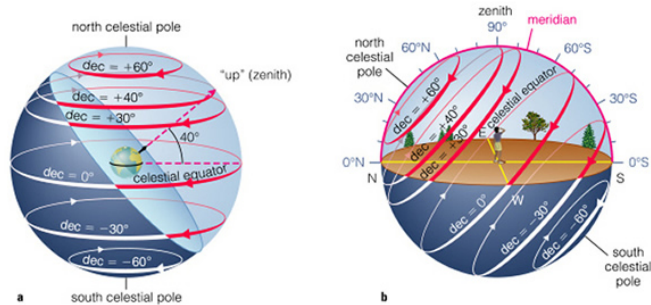 north celestial pole
dec = +60°
"up" (zenith)
dec = +40°
dec = +30°
40°
dec = 0°
celestial equator
dec = −30°
dec = −60°
a
south celestial pole
zenith
90°
meridian
60°N
60°S
north
celestial
pole
dec = +60°
30°N
30°S
dec = +40°
celestial equator
dec = +30°
E
0°N
0°S
N
S
W
dec = 0°
dec = −30°
dec = −60°
south
celestial
pole
b